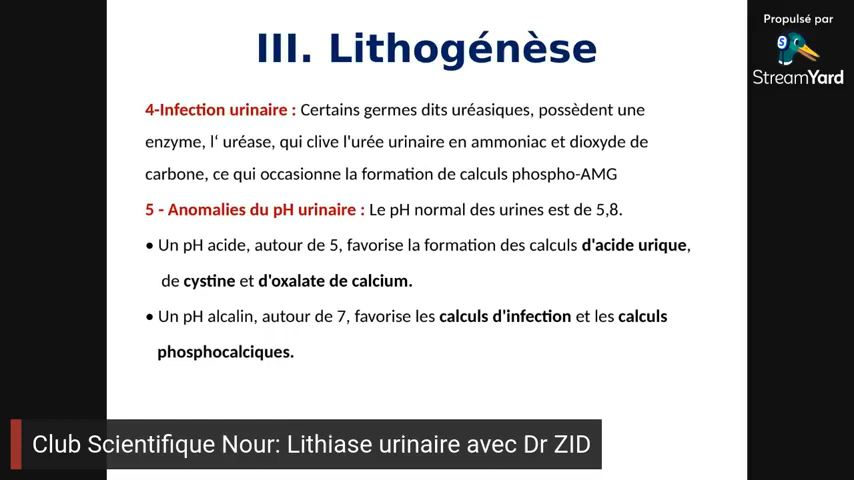 Propulsé par
StreamYard
III. Lithogénèse
4-Infection urinaire : Certains germes dits uréasiques, possèdent une
enzyme, l‘ uréase, qui clive l'urée urinaire en ammoniac et dioxyde de
carbone, ce qui occasionne la formation de calculs phospho-AMG
5 - Anomalies du pH urinaire : Le pH normal des urines est de 5,8.
• Un pH acide, autour de 5, favorise la formation des calculs d'acide urique,
de cystine et d'oxalate de calcium.
• Un pH alcalin, autour de 7, favorise les calculs d'infection et les calculs
phosphocalciques.
Club Scientifique Nour: Lithiase urinaire avec Dr ZID